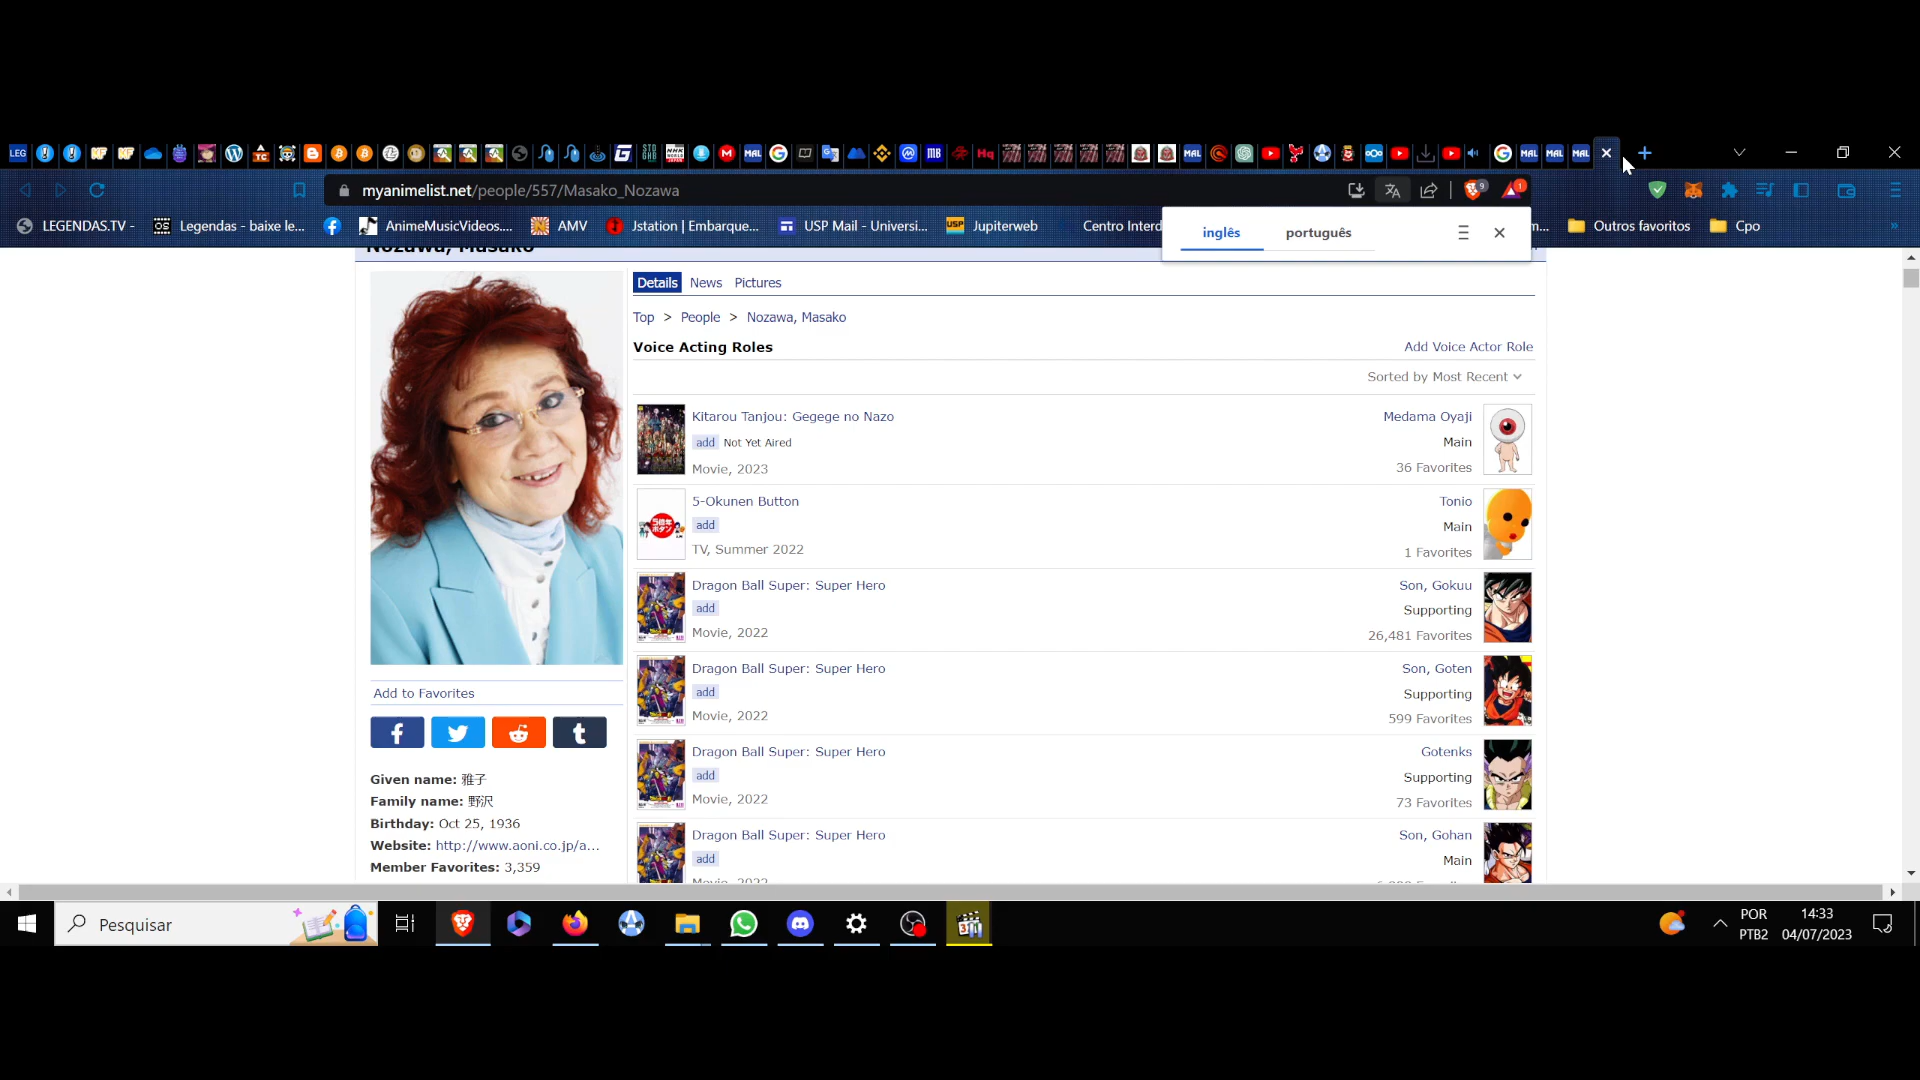 myanimelist.net/people/557/Masako_Nozawa
9
1
LEGENDAS.TV - Legendas - baixe le... AnimeMusicVideos.... AMV Jstation | Embarque... USP Mail - Universi... Jupiterweb Centro Interd m... Outros favoritos Cpo »
inglês português
Nozawa, Masako
Details News Pictures
Top > People > Nozawa, Masako
Voice Acting Roles Add Voice Actor Role
Sorted by Most Recent
Kitarou Tanjou: Gegege no Nazo Medama Oyaji
add Not Yet Aired Main
Movie, 2023 36 Favorites
5-Okunen Button Tonio
add Main
TV, Summer 2022 1 Favorites
Dragon Ball Super: Super Hero Son, Gokuu
add Supporting
Movie, 2022 26,481 Favorites
Dragon Ball Super: Super Hero Son, Goten
add Supporting
Movie, 2022 599 Favorites
Dragon Ball Super: Super Hero Gotenks
add Supporting
Movie, 2022 73 Favorites
Dragon Ball Super: Super Hero Son, Gohan
add Main
Movie, 2022
Add to Favorites
Given name: 雅子
Family name: 野沢
Birthday: Oct 25, 1936
Website: http://www.aoni.co.jp/a...
Member Favorites: 3,359
Pesquisar
POR 14:33
PTB2 04/07/2023